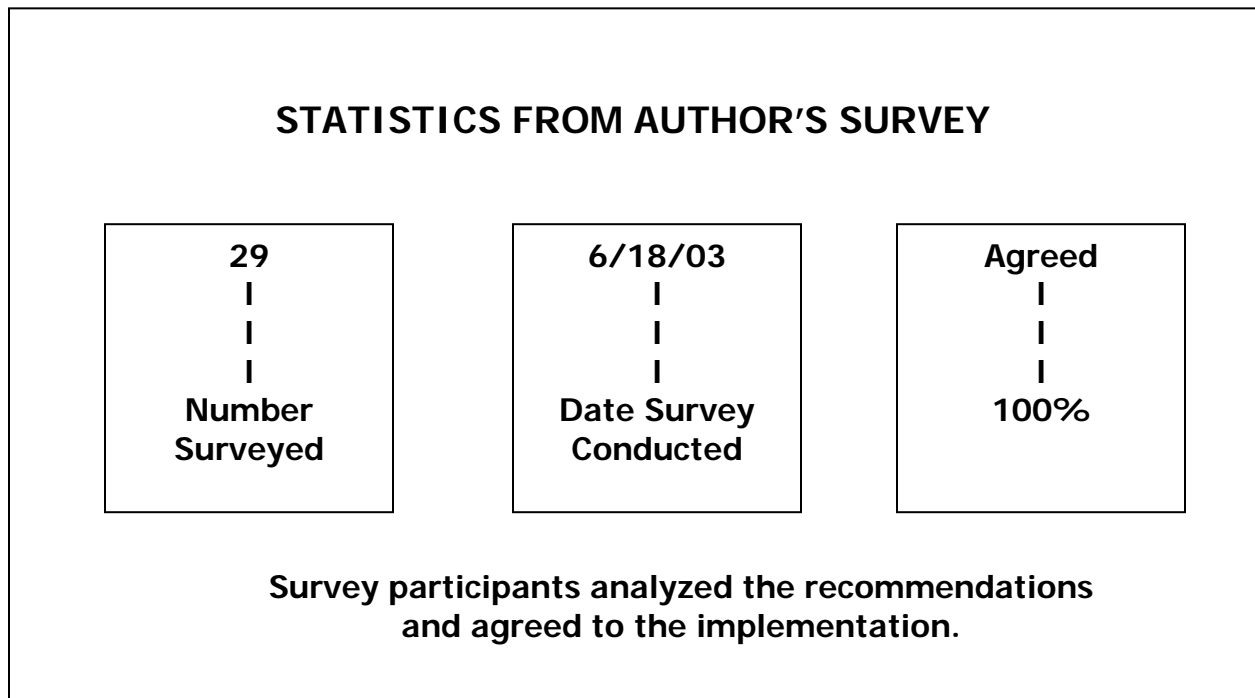 STATISTICS FROM AUTHOR'S SURVEY
29
I
I
I
Number
Surveyed
6/18/03
I
I
I
Date Survey
Conducted
Agreed
I
I
I
100%
Survey participants analyzed the recommendations
and agreed to the implementation.